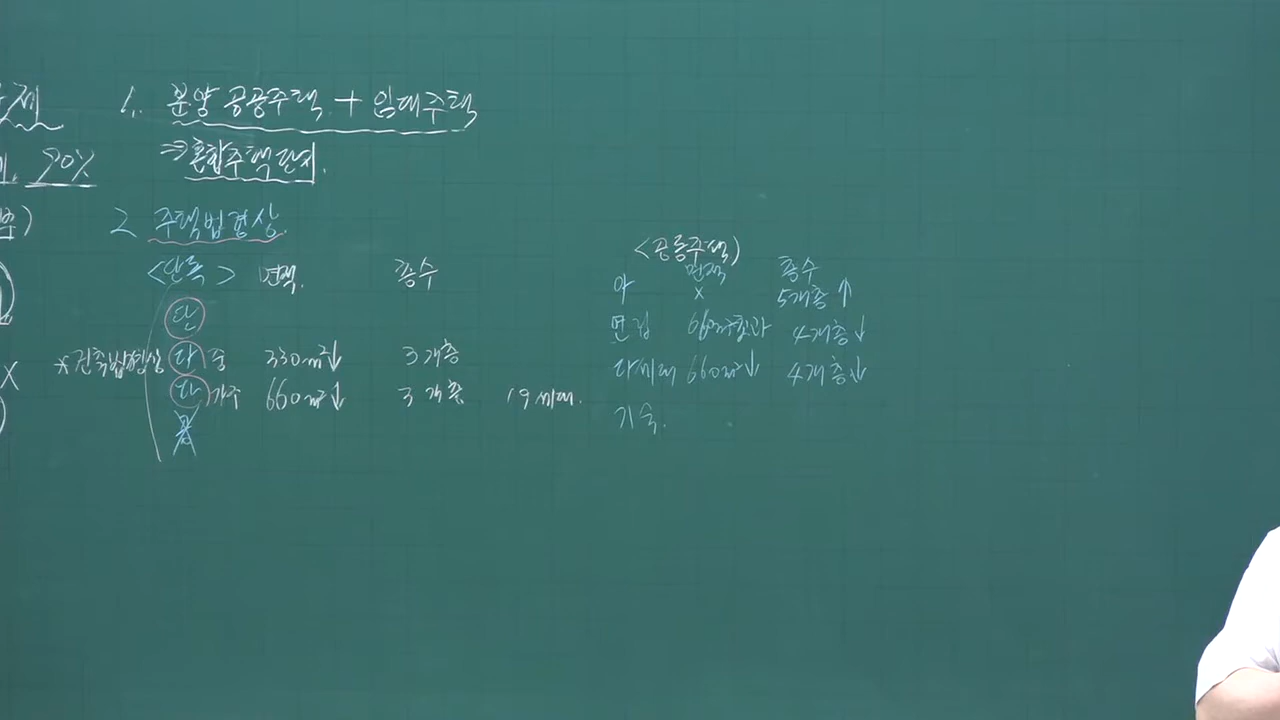 1. 분양 공공주택 + 임대주택
90% ⇒ 혼합주택단지.
2. 주택법령상
<단독> 면적. 층수
단
*건축법령상 다중 330m²↓ 3개층
X
다가주 660m²↓ 3개층 19세대.
공
<공동주택>
면적 층수
아 x 5개층↑
연립 660m²초과 4개층↓
다세대 660m²↓ 4개층↓
기숙.